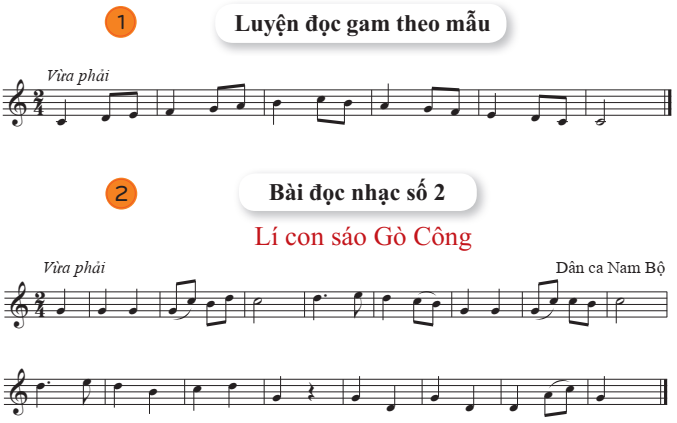 1 Luyện đọc gam theo mẫu
Vừa phải
2
4
2 Bài đọc nhạc số 2
Lí con sáo Gò Công
Vừa phải Dân ca Nam Bộ
2
4